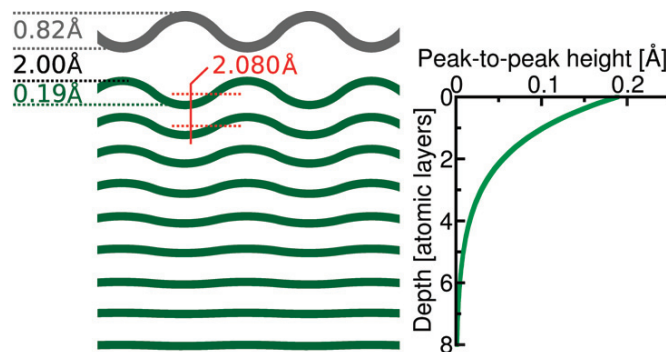 0.82Å
2.00Å
0.19Å
2.080Å
Peak-to-peak height [Å]
0 0.1 0.2
0
2
4
6
8
Depth [atomic layers]